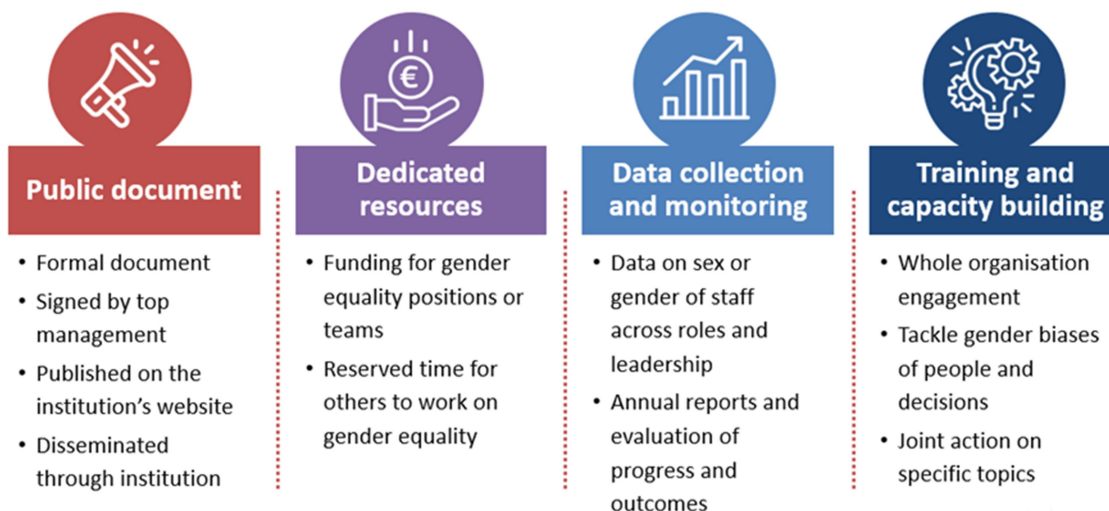 €
Public document
• Formal document
• Signed by top
management
• Published on the
institution's website
• Disseminated
through institution
Dedicated
resources
• Funding for gender
equality positions or
teams
• Reserved time for
others to work on
gender equality
Data collection
and monitoring
• Data on sex or
gender of staff
across roles and
leadership
• Annual reports and
evaluation of
progress and
outcomes
Training and
capacity building
• Whole organisation
engagement
• Tackle gender biases
of people and
decisions
• Joint action on
specific topics